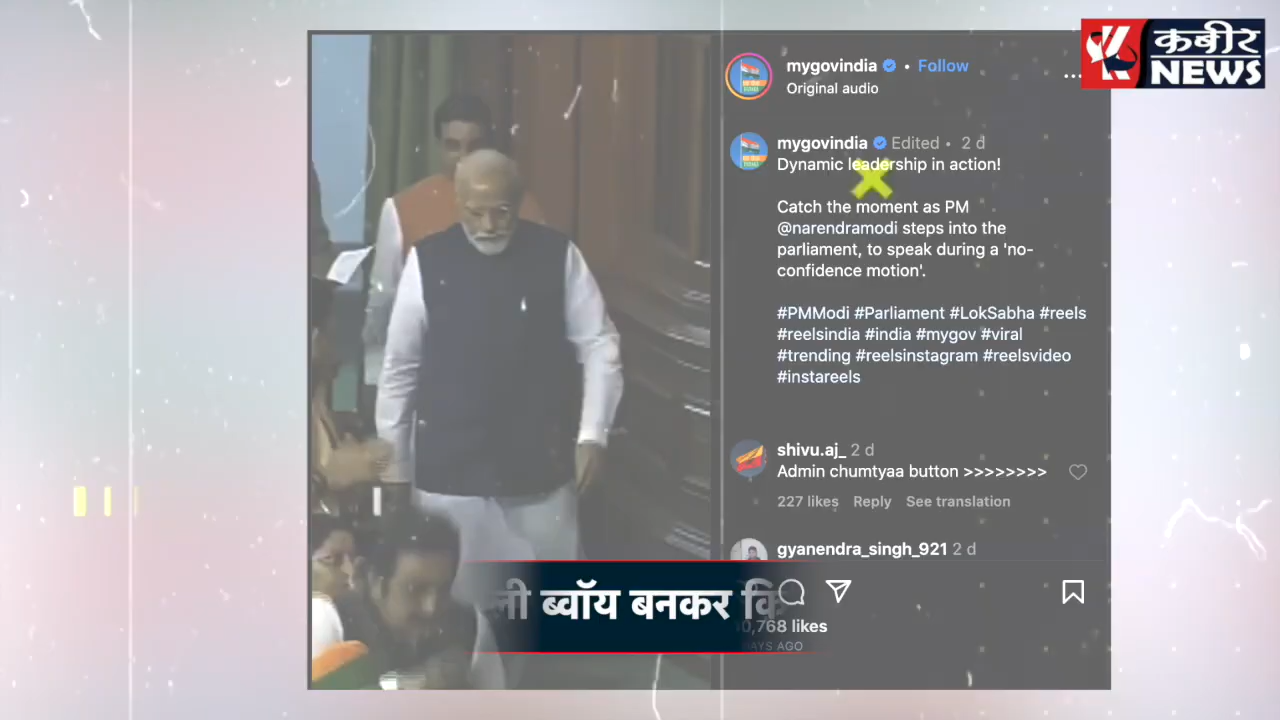 कबीर
NEWS
mygovindia • Follow
Original audio
mygovindia Edited • 2 d
Dynamic leadership in action!
Catch the moment as PM
@narendramodi steps into the
parliament, to speak during a 'no-
confidence motion'.
#PMModi #Parliament #LokSabha #reels
#reelsindia #india #mygov #viral
#trending #reelsinstagram #reelsvideo
#instareels
shivu.aj_ 2 d
Admin chumtyaa button >>>>>>>>
227 likes Reply See translation
gyanendra_singh_921 2 d
ब्वॉय बनकर
likes
AGO